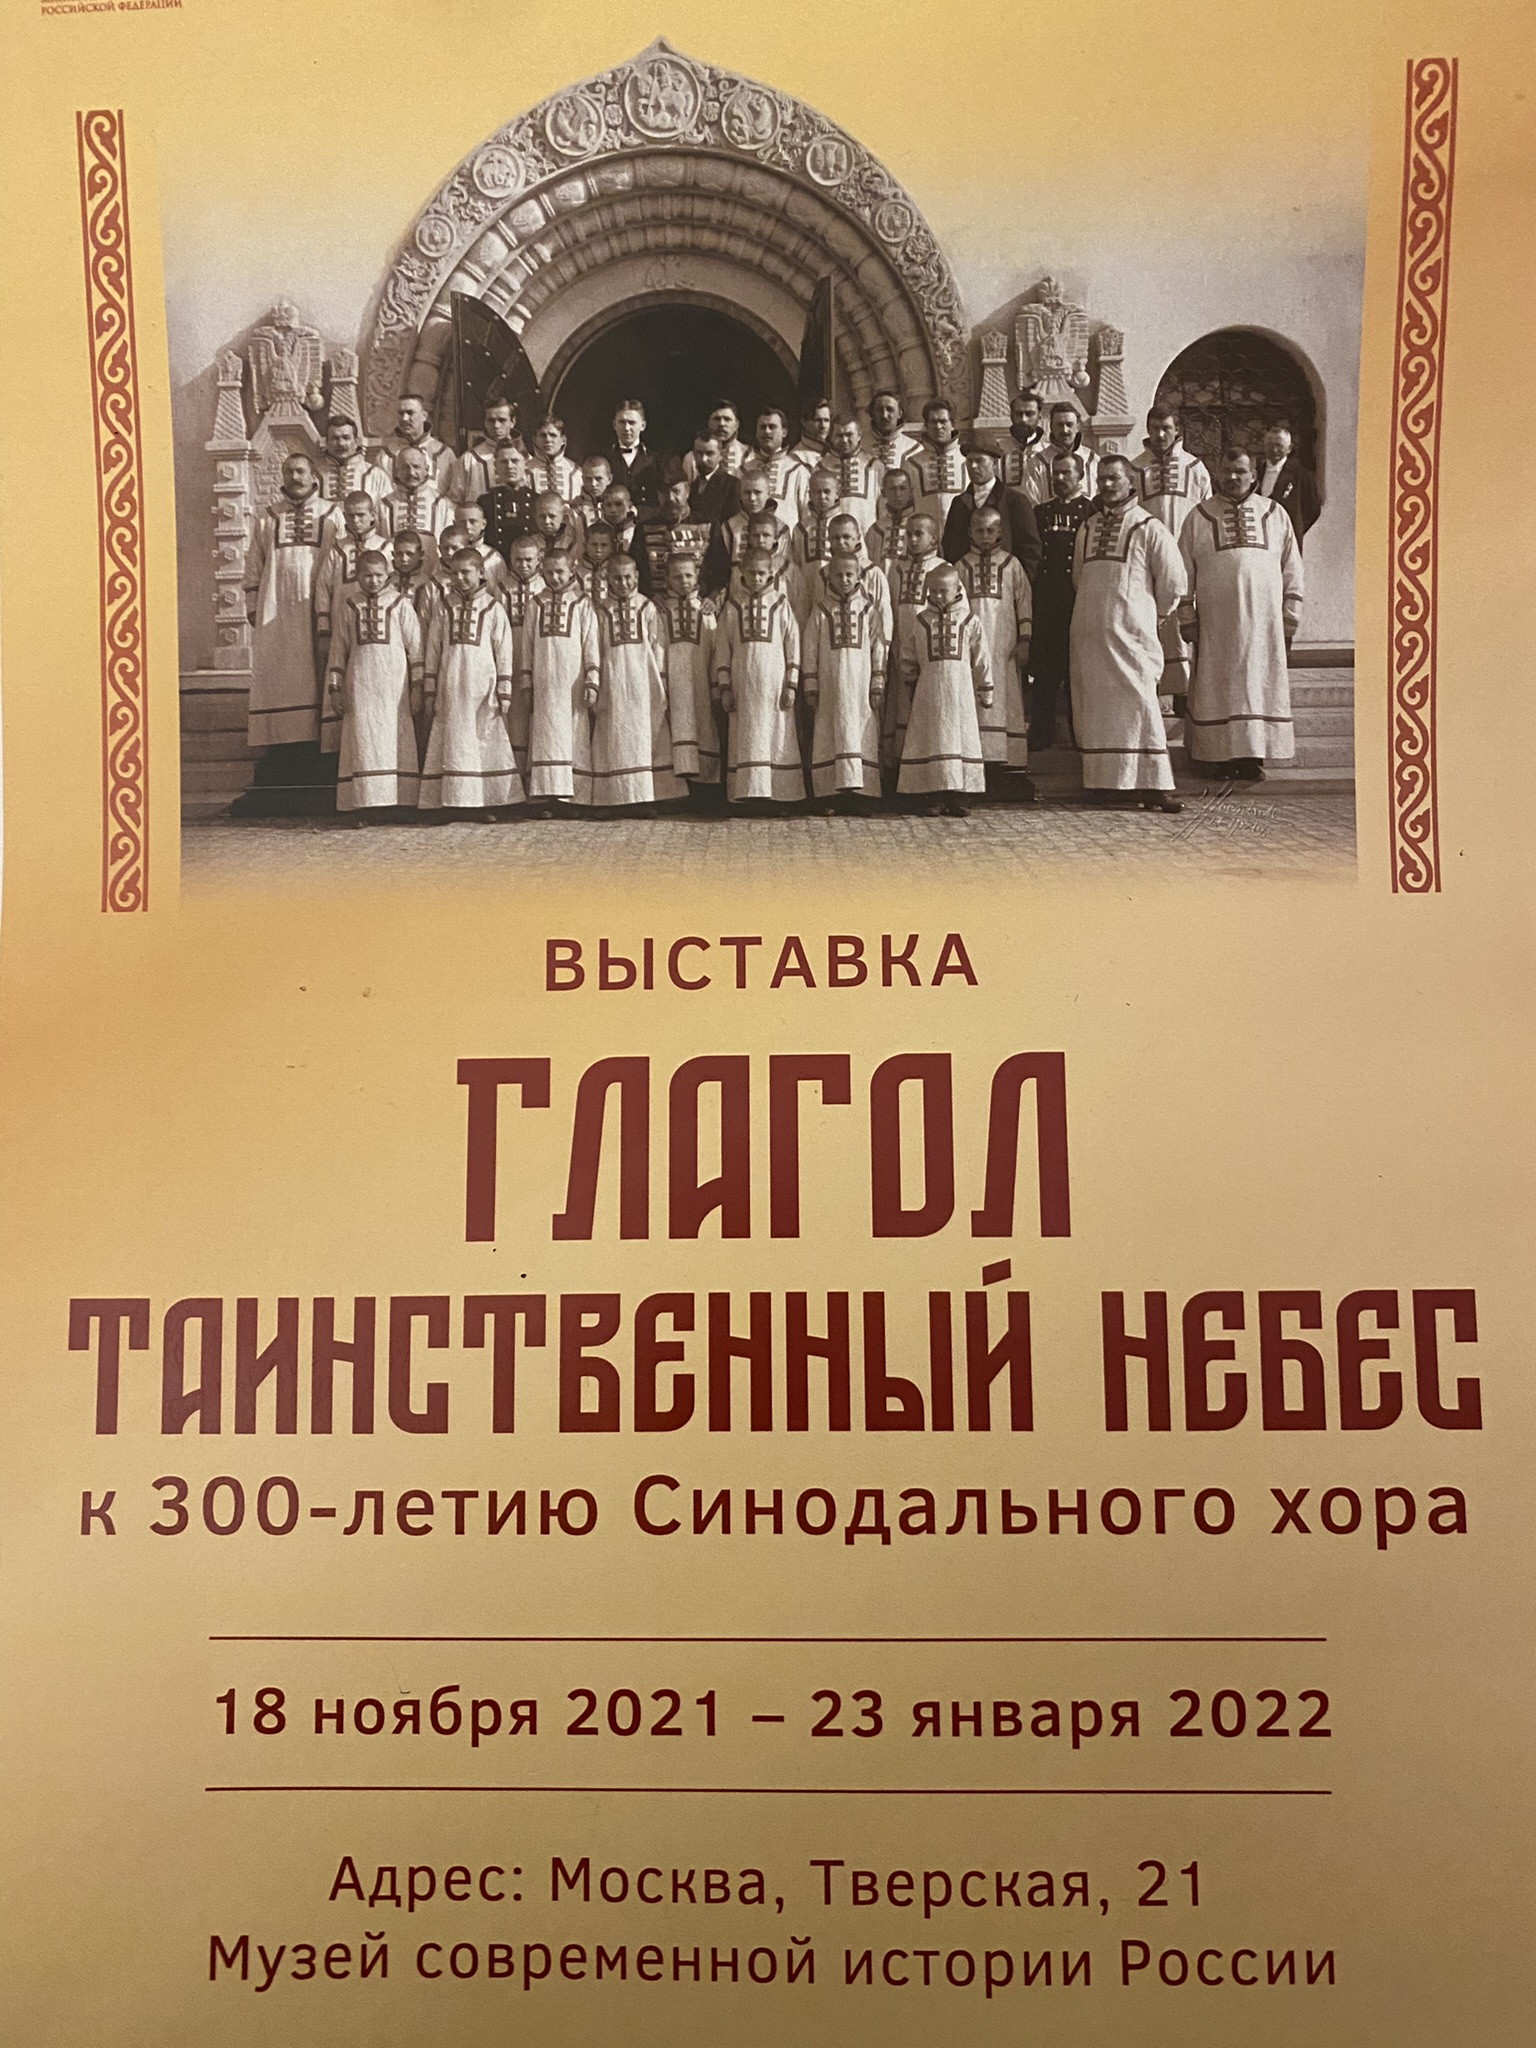 РОССИЙСКОЙ ФЕДЕРАЦИИ
ВЫСТАВКА
ГЛАГОЛ
ТАИНСТВЕННЫЙ НЕБЕС
к 300-летию Синодального хора
18 ноября 2021 – 23 января 2022
Адрес: Москва, Тверская, 21
Музей современной истории России